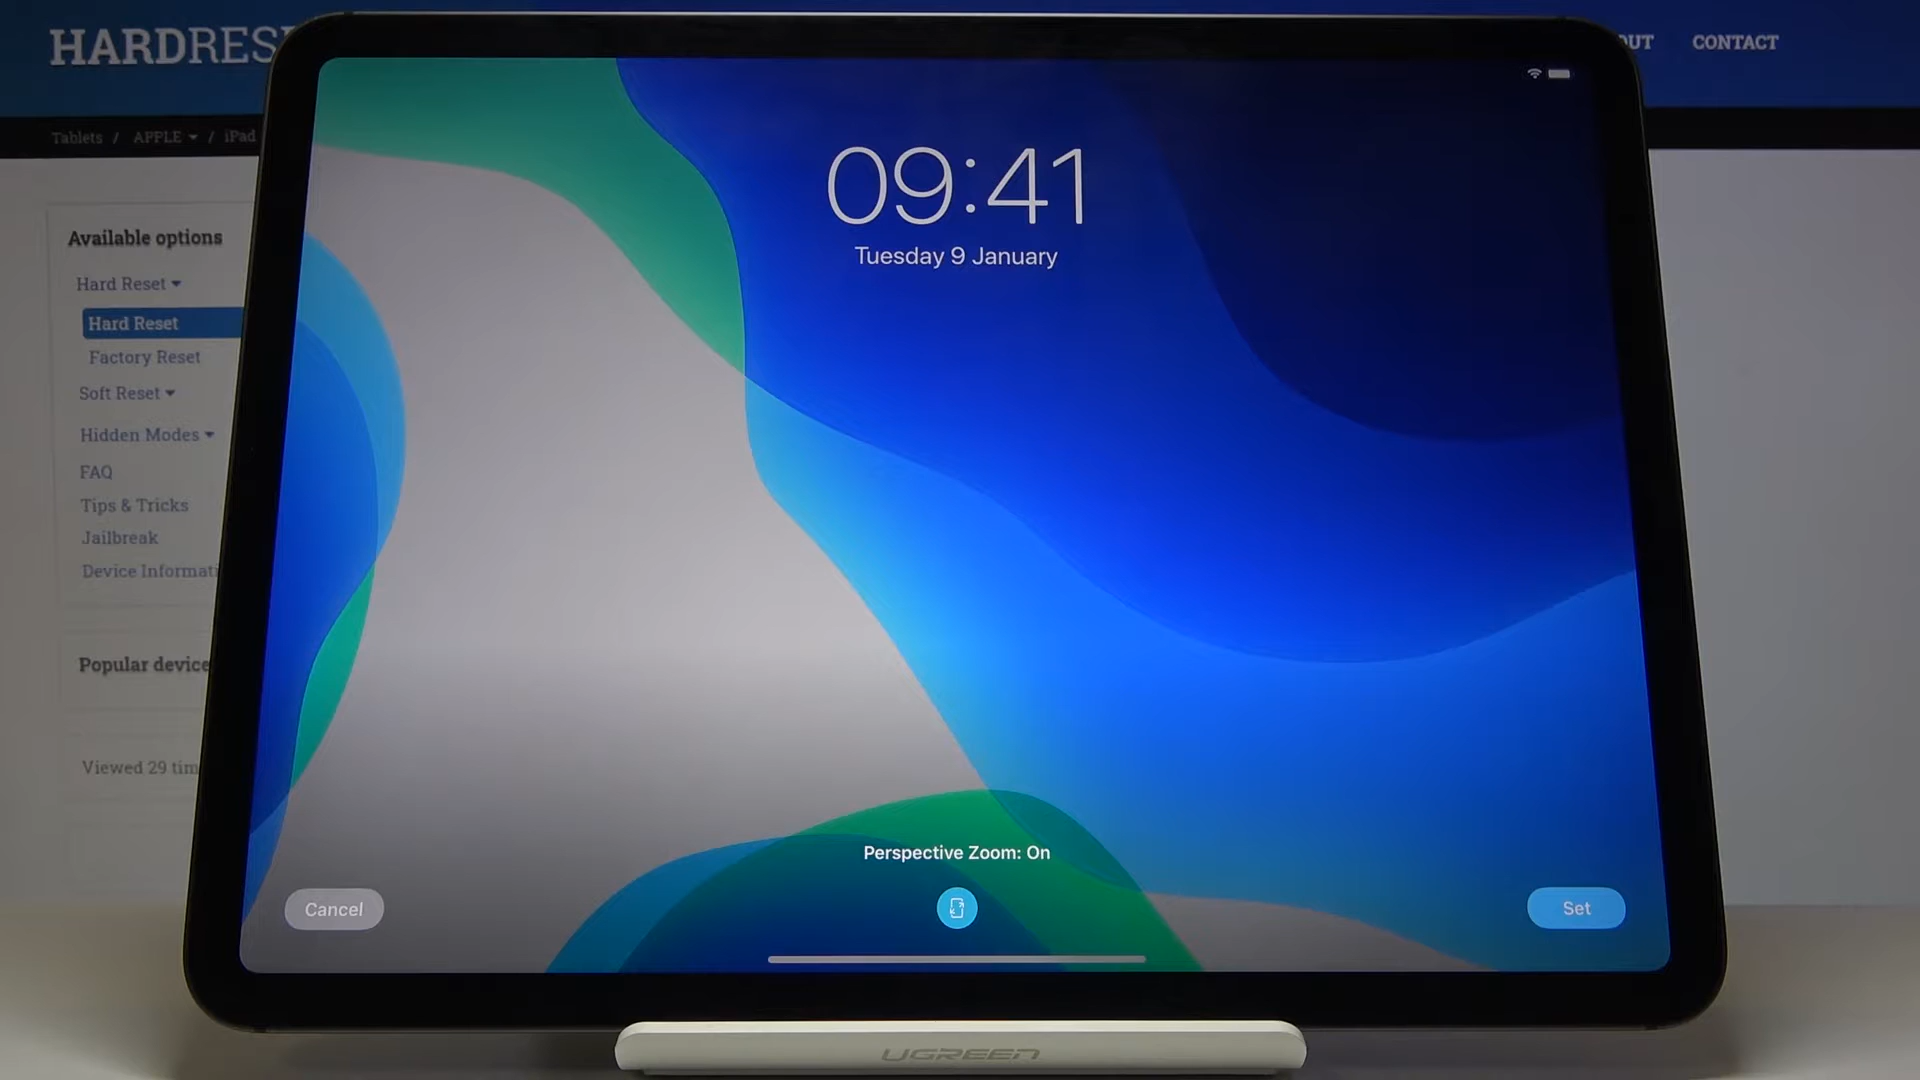 HARDRES
OUT
CONTACT
Tablets / APPLE / iPad
Available options
Hard Reset
Hard Reset
Factory Reset
Soft Reset
Hidden Modes
FAQ
Tips & Tricks
Jailbreak
Device Informati
Popular device
Viewed 29 tim
09:41
Tuesday 9 January
Perspective Zoom: On
Cancel
Set
UGREEN